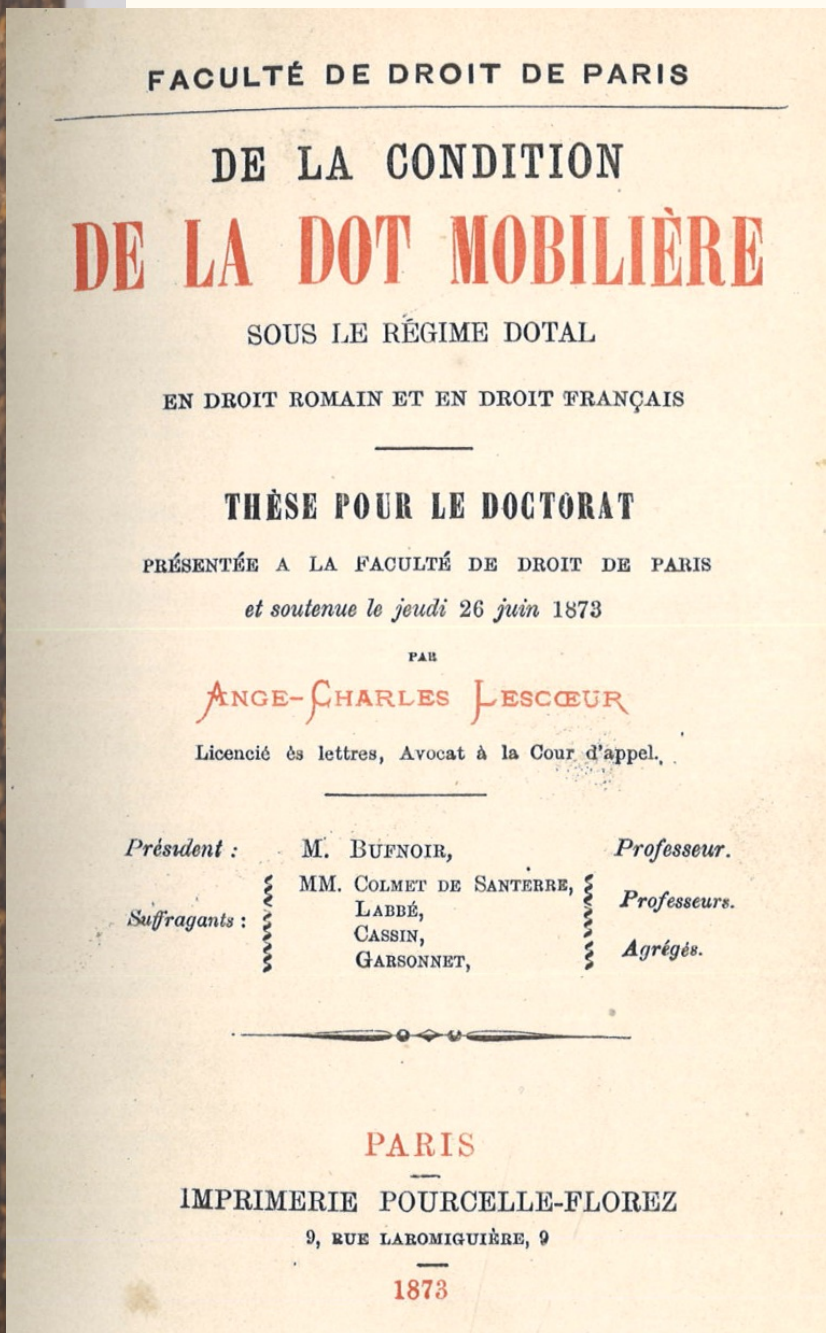 FACULTÉ DE DROIT DE PARIS
DE LA CONDITION
DE LA DOT MOBILIÈRE
SOUS LE RÉGIME DOTAL
EN DROIT ROMAIN ET EN DROIT FRANÇAIS
THÈSE POUR LE DOCTORAT
PRÉSENTÉE A LA FACULTÉ DE DROIT DE PARIS
et soutenue le jeudi 26 juin 1873
PAR
ANGE-CHARLES LESCŒUR
Licencié ès lettres, Avocat à la Cour d'appel.
Président : M. BUFNOIR, Professeur.
Suffragants : MM. COLMET DE SANTERRE,
LABBÉ,
Professeurs.
CASSIN,
GARSONNET,
Agrégés.
PARIS
IMPRIMERIE POURCELLE-FLOREZ
9, RUE LAROMIGUIÈRE, 9
1873